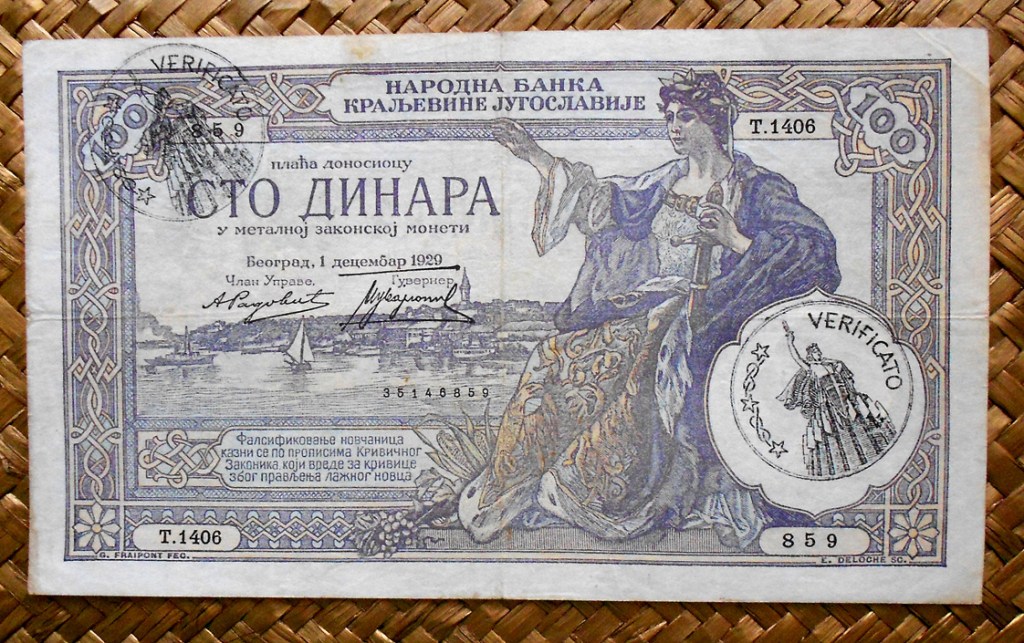 VERIFICATO
100
859
НАРОДНА БАНКА
КРАЉЕВИНЕ ЈУГОСЛАВИЈЕ
Т.1406
100
плаћа доносиоцу
СТО ДИНАРА
у металној законској монети
Београд, 1 децембар 1929
Члан Управе,
Гувернер,
35146859
VERIFICATO
Фалсификовање новчаница
казни се по прописима Кривичног
Законика, који вреде за кривице
због прављења лажног новца
Т.1406
859
G. FRAIPONT FEC.
E. DELOCHE SC.